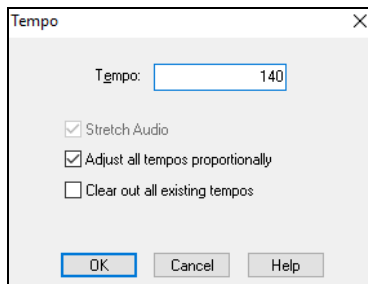 Tempo
Tempo: 140
Stretch Audio
Adjust all tempos proportionally
Clear out all existing tempos
OK Cancel Help